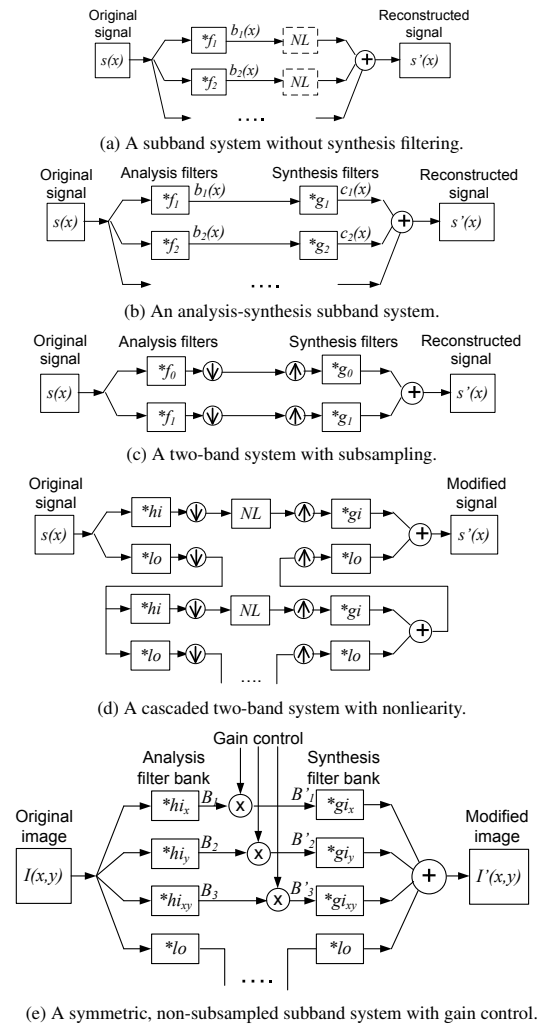 Original signal
Reconstructed signal
s(x)
*f1
b1(x)
NL
+
s'(x)
*f2
b2(x)
NL
....
(a) A subband system without synthesis filtering.
Original signal
Analysis filters
Synthesis filters
Reconstructed signal
s(x)
*f1
b1(x)
*g1
c1(x)
+
s'(x)
*f2
b2(x)
*g2
c2(x)
....
(b) An analysis-synthesis subband system.
Original signal
Analysis filters
Synthesis filters
Reconstructed signal
s(x)
*f0
*g0
+
s'(x)
*f1
*g1
(c) A two-band system with subsampling.
Original signal
Modified signal
s(x)
*hi
NL
*gi
+
s'(x)
*lo
*lo
*hi
NL
*gi
+
*lo
*lo
....
(d) A cascaded two-band system with nonliearity.
Gain control
Analysis filter bank
Synthesis filter bank
Original image
Modified image
I(x,y)
*hix
B1
x
B'1
*gix
*hiy
B2
x
B'2
*giy
+
I'(x,y)
*hixy
B3
x
B'3
*gixy
*lo
*lo
....
(e) A symmetric, non-subsampled subband system with gain control.